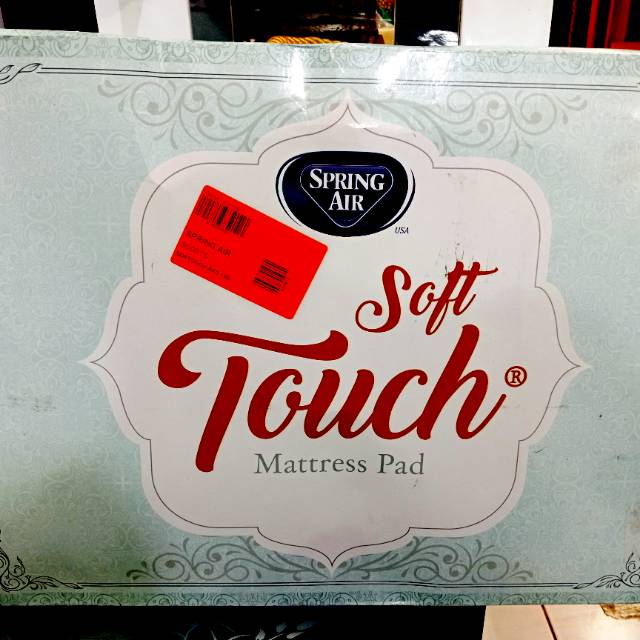 SPRING
AIR
USA
SPRING AIR
Soft
Touch®
Mattress Pad